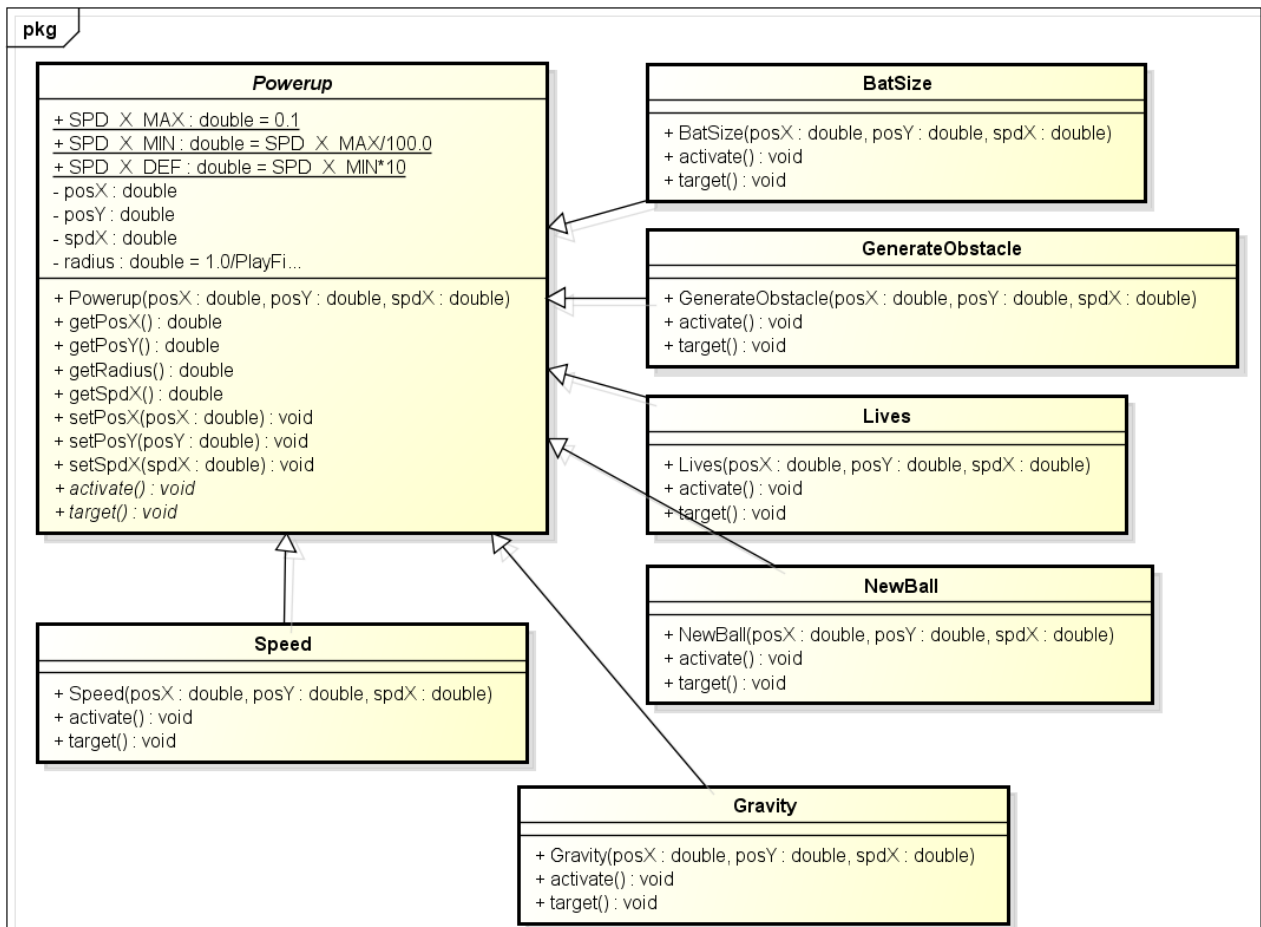 pkg
Powerup
+ SPD_X_MAX : double = 0.1
+ SPD_X_MIN : double = SPD_X_MAX/100.0
+ SPD_X_DEF : double = SPD_X_MIN*10
- posX : double
- posY : double
- spdX : double
- radius : double = 1.0/PlayFi...
+ Powerup(posX : double, posY : double, spdX : double)
+ getPosX() : double
+ getPosY() : double
+ getRadius() : double
+ getSpdX() : double
+ setPosX(posX : double) : void
+ setPosY(posY : double) : void
+ setSpdX(spdX : double) : void
+ activate() : void
+ target() : void
BatSize
+ BatSize(posX : double, posY : double, spdX : double)
+ activate() : void
+ target() : void
GenerateObstacle
+ GenerateObstacle(posX : double, posY : double, spdX : double)
+ activate() : void
+ target() : void
Lives
+ Lives(posX : double, posY : double, spdX : double)
+ activate() : void
+ target() : void
NewBall
+ NewBall(posX : double, posY : double, spdX : double)
+ activate() : void
+ target() : void
Speed
+ Speed(posX : double, posY : double, spdX : double)
+ activate() : void
+ target() : void
Gravity
+ Gravity(posX : double, posY : double, spdX : double)
+ activate() : void
+ target() : void